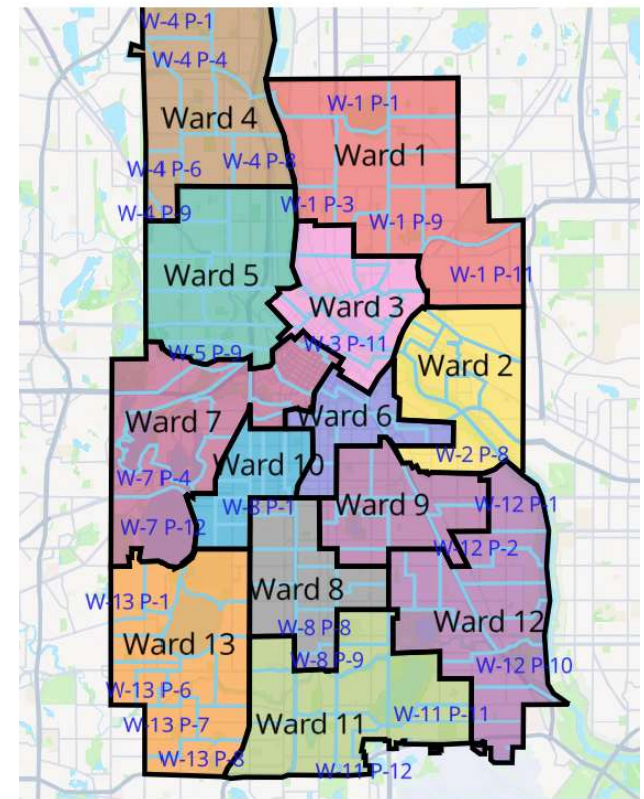 W-4 P-1
W-4 P-4
W-1 P-1
Ward 4
Ward 1
W-4 P-6
W-4 P-8
W-1 P-3
W-4 P-9
W-1 P-9
Ward 5
W-1 P-11
Ward 3
W-3 P-11
W-5 P-9
Ward 2
Ward 7
Ward 6
W-2 P-8
Ward 10
W-7 P-4
W-8 P-1
Ward 9
W-12 P-1
W-7 P-12
W-12 P-2
Ward 8
W-13 P-1
W-8 P-8
Ward 12
Ward 13
W-8 P-9
W-12 P-10
W-13 P-6
W-11 P-11
W-13 P-7
Ward 11
W-13 P-8
W-11 P-12